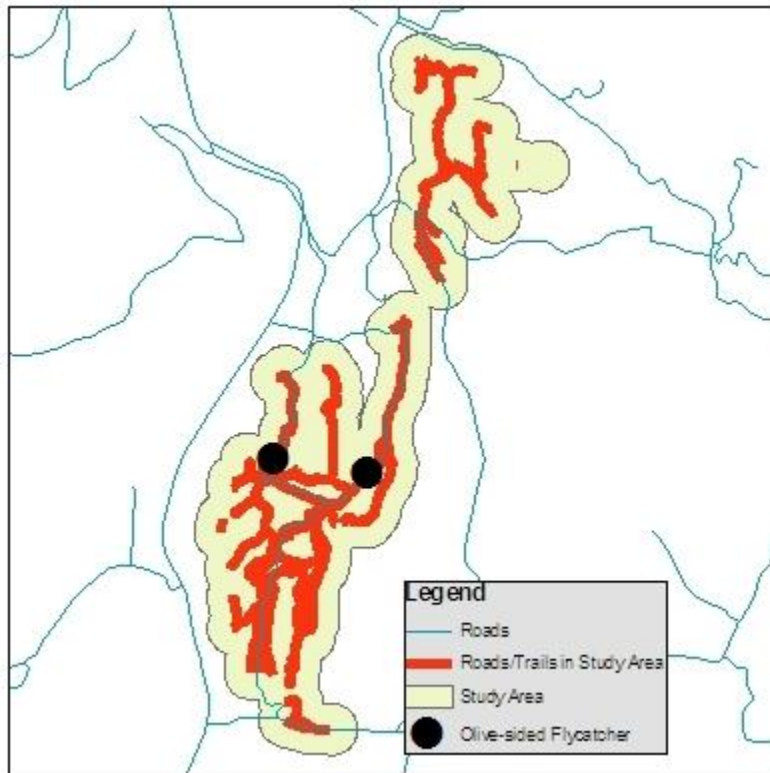 Legend
Roads
Roads/Trails in Study Area
Study Area
Olive-sided Flycatcher